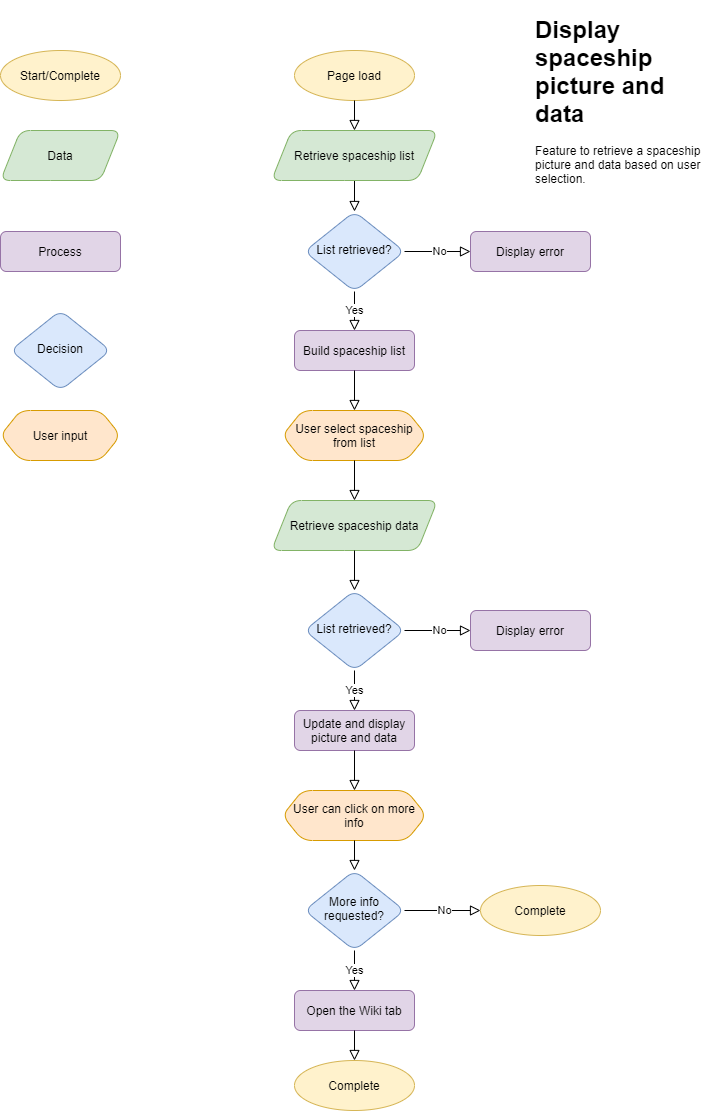 Display
spaceship
picture and
data
Feature to retrieve a spaceship
picture and data based on user
selection.
Start/Complete
Data
Process
Decision
User input
Page load
Retrieve spaceship list
List retrieved?
No
Display error
Yes
Build spaceship list
User select spaceship
from list
Retrieve spaceship data
List retrieved?
No
Display error
Yes
Update and display
picture and data
User can click on more
info
More info
requested?
No
Complete
Yes
Open the Wiki tab
Complete